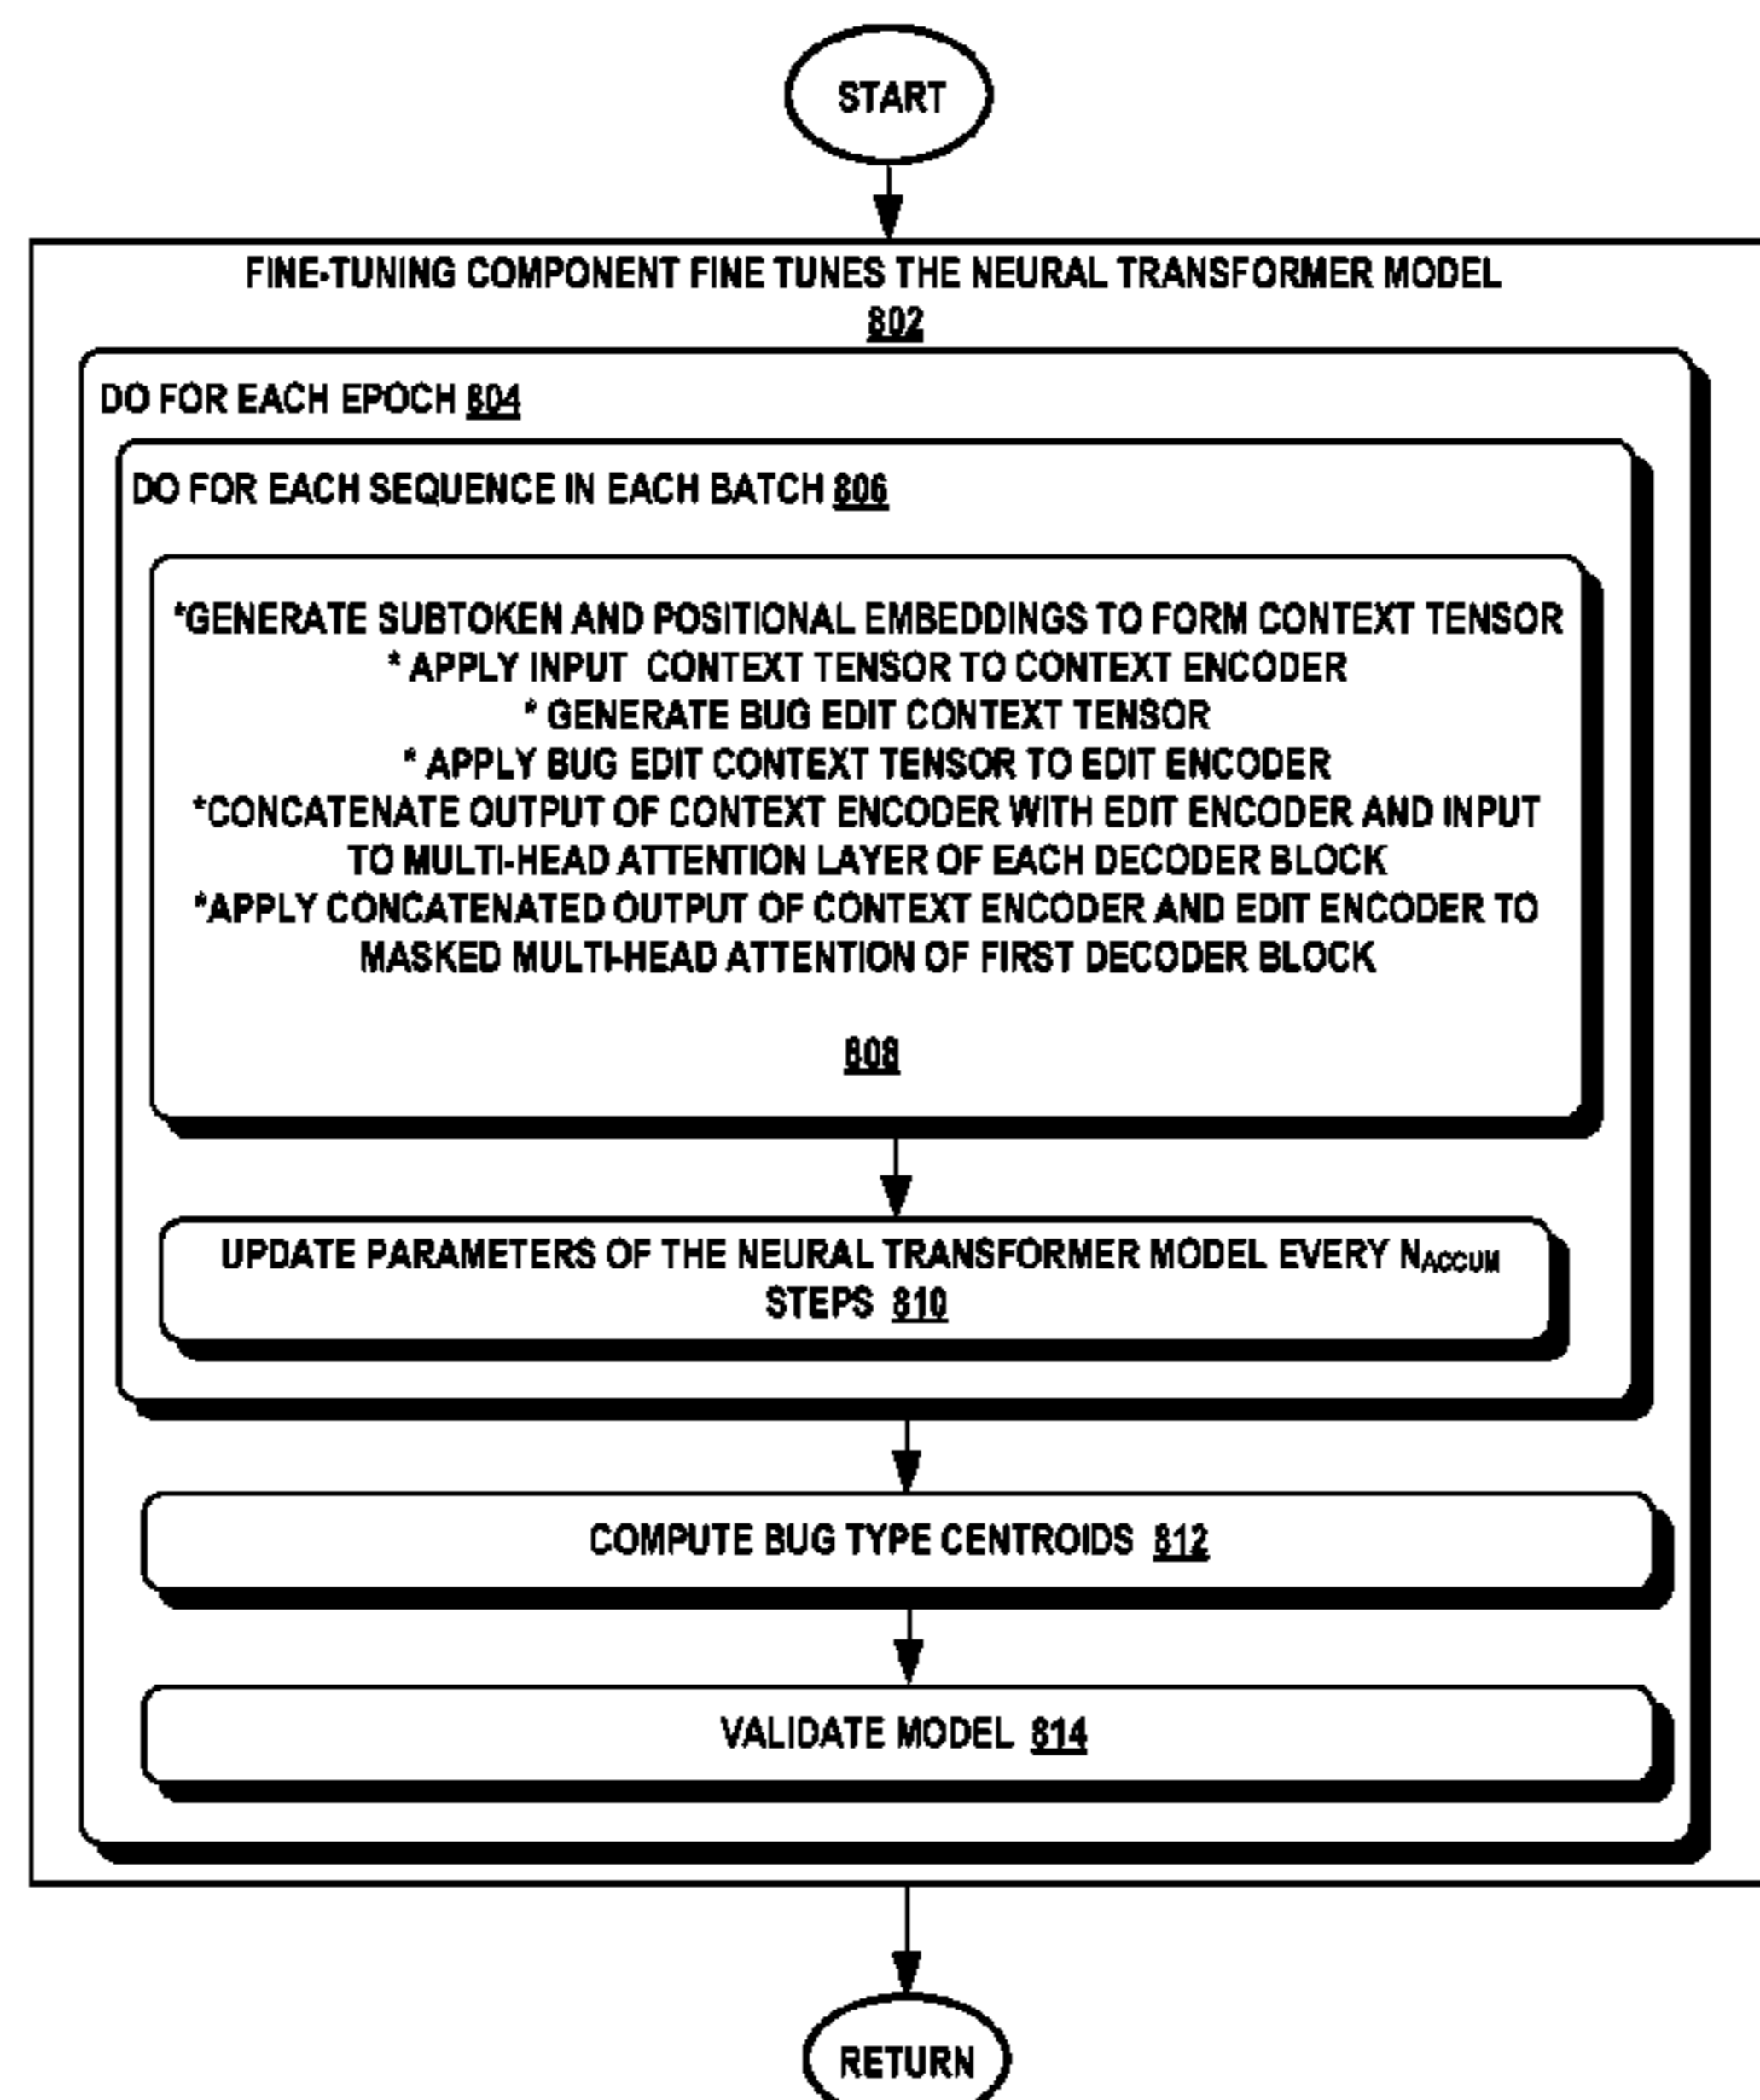 START
FINE-TUNING COMPONENT FINE TUNES THE NEURAL TRANSFORMER MODEL
802
DO FOR EACH EPOCH 804
DO FOR EACH SEQUENCE IN EACH BATCH 806
*GENERATE SUBTOKEN AND POSITIONAL EMBEDDINGS TO FORM CONTEXT TENSOR
* APPLY INPUT CONTEXT TENSOR TO CONTEXT ENCODER
* GENERATE BUG EDIT CONTEXT TENSOR
* APPLY BUG EDIT CONTEXT TENSOR TO EDIT ENCODER
*CONCATENATE OUTPUT OF CONTEXT ENCODER WITH EDIT ENCODER AND INPUT
TO MULTI-HEAD ATTENTION LAYER OF EACH DECODER BLOCK
*APPLY CONCATENATED OUTPUT OF CONTEXT ENCODER AND EDIT ENCODER TO
MASKED MULTI-HEAD ATTENTION OF FIRST DECODER BLOCK
808
UPDATE PARAMETERS OF THE NEURAL TRANSFORMER MODEL EVERY NACCUM
STEPS 810
COMPUTE BUG TYPE CENTROIDS 812
VALIDATE MODEL 814
RETURN